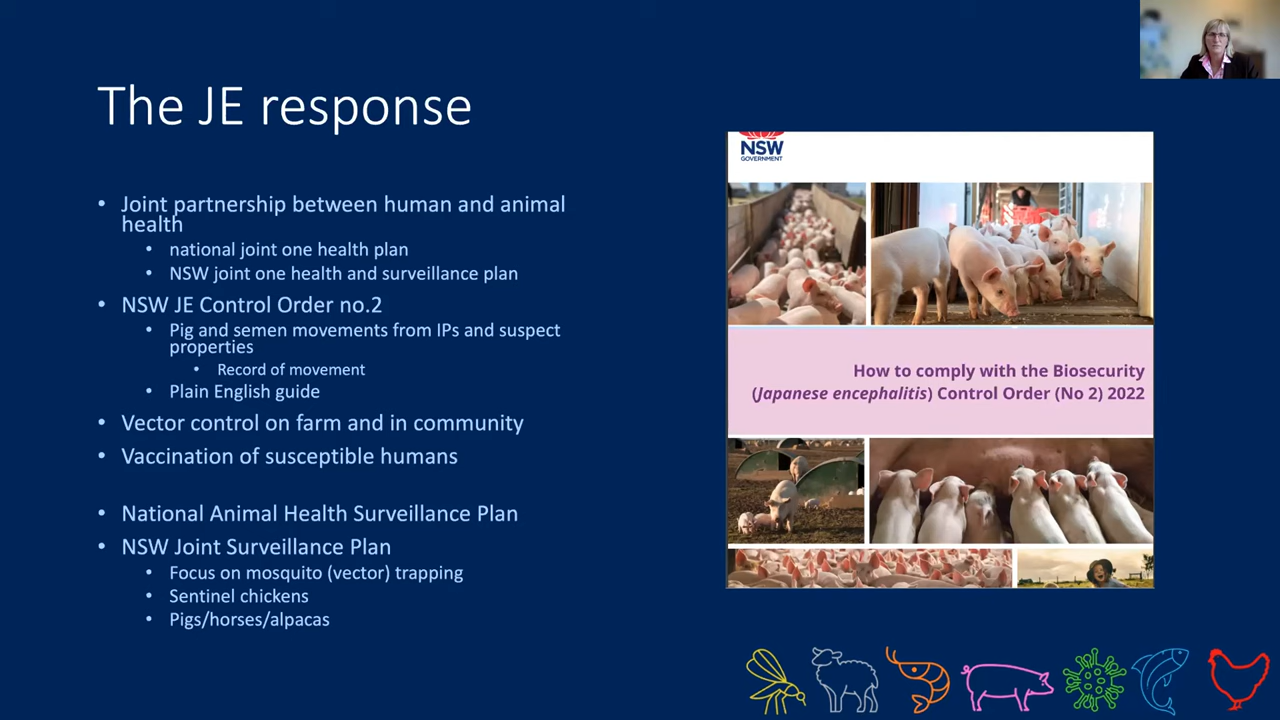 The JE response
Joint partnership between human and animal
health
national joint one health plan
NSW joint one health and surveillance plan
NSW JE Control Order no.2
Pig and semen movements from IPs and suspect
properties
Record of movement
Plain English guide
Vector control on farm and in community
Vaccination of susceptible humans
National Animal Health Surveillance Plan
NSW Joint Surveillance Plan
Focus on mosquito (vector) trapping
Sentinel chickens
Pigs/horses/alpacas
NSW
GOVERNMENT
How to comply with the Biosecurity
(Japanese encephalitis) Control Order (No 2) 2022